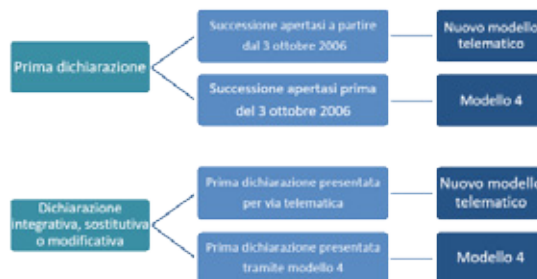 Prima dichiarazione
Successione apertasi a partire
dal 3 ottobre 2006
Nuovo modello
telematico
Successione apertasi prima
del 3 ottobre 2006
Modello 4
Dichiarazione
integrativa, sostitutiva
o modificativa
Prima dichiarazione presentata
per via telematica
Nuovo modello
telematico
Prima dichiarazione presentata
tramite modello 4
Modello 4